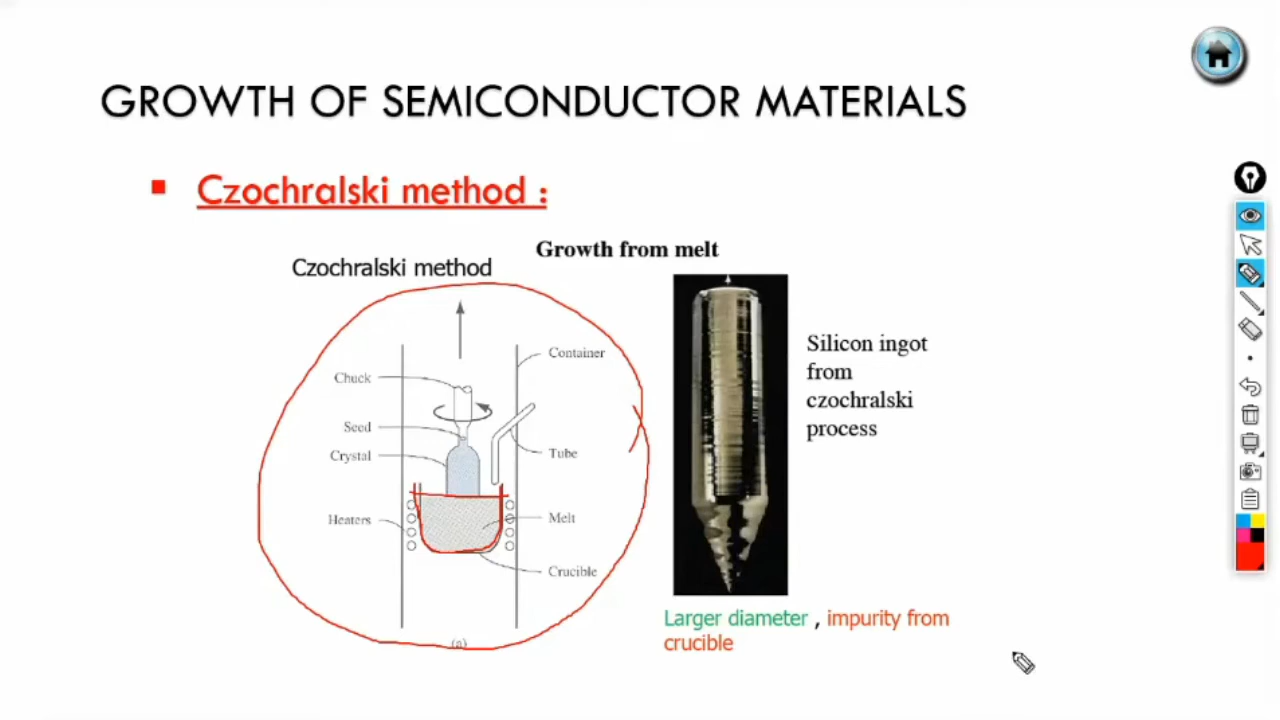 GROWTH OF SEMICONDUCTOR MATERIALS
▪ Czochralski method :
Growth from melt
Czochralski method
Container
Chuck
Seed
Tube
Crystal
Heaters
Melt
Crucible
(a)
Silicon ingot
from
czochralski
process
Larger diameter , impurity from
crucible